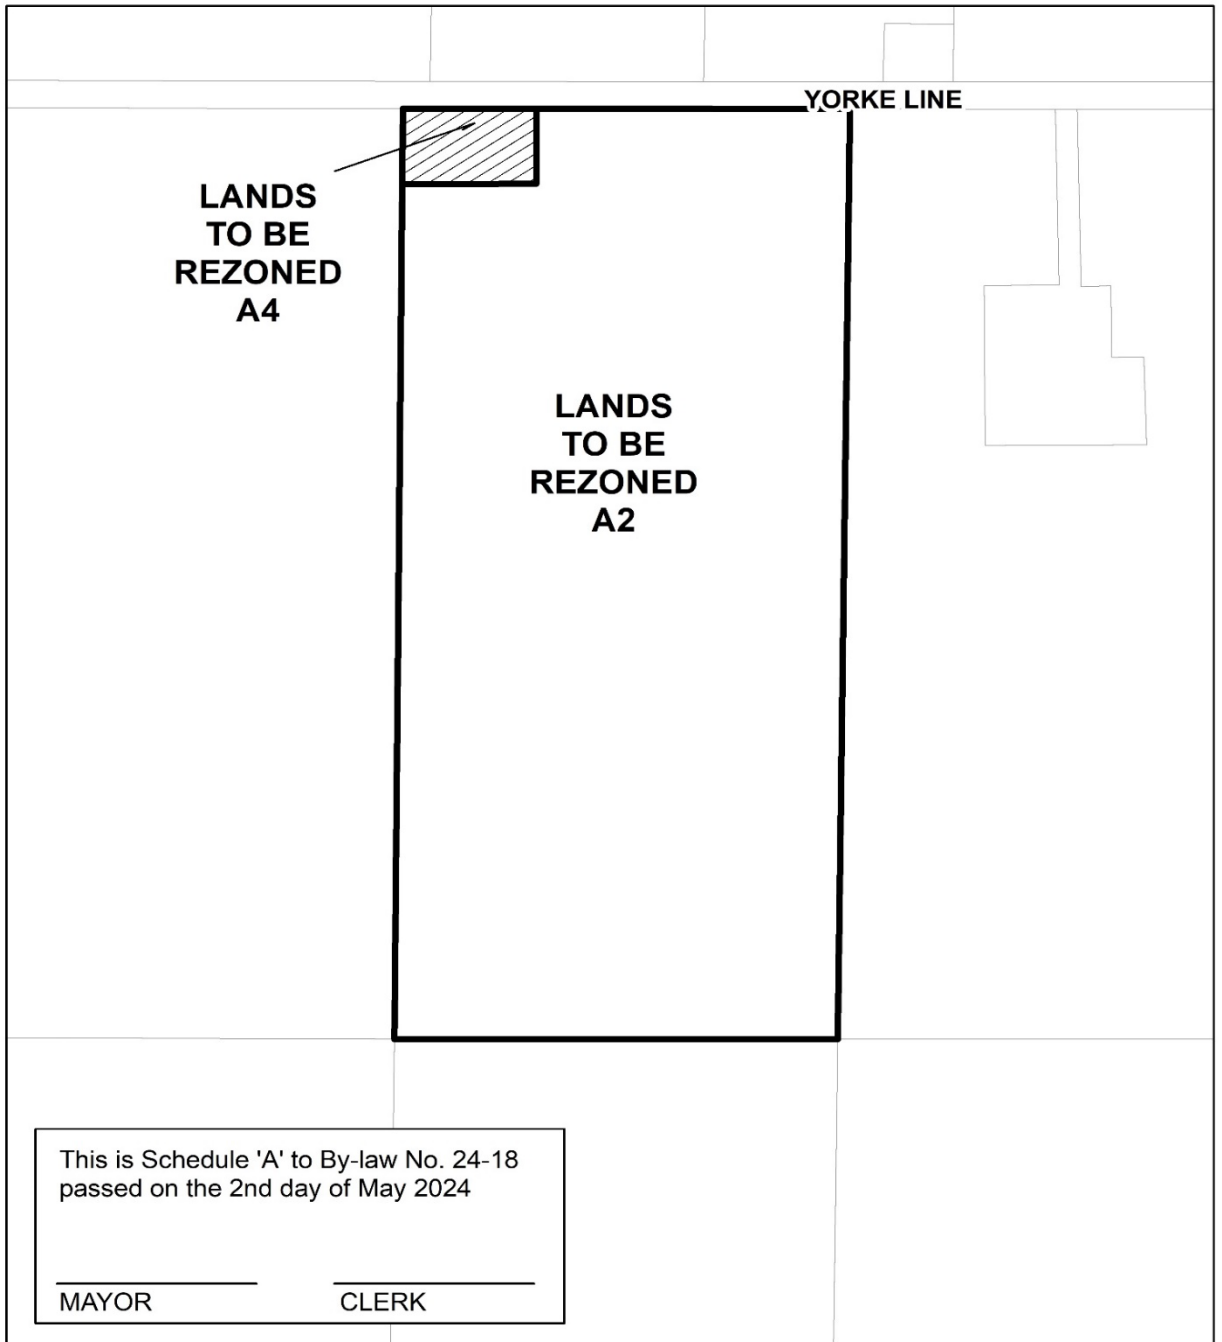 YORKE LINE
LANDS
TO BE
REZONED
A4
LANDS
TO BE
REZONED
A2
This is Schedule 'A' to By-law No. 24-18
passed on the 2nd day of May 2024
MAYOR
CLERK